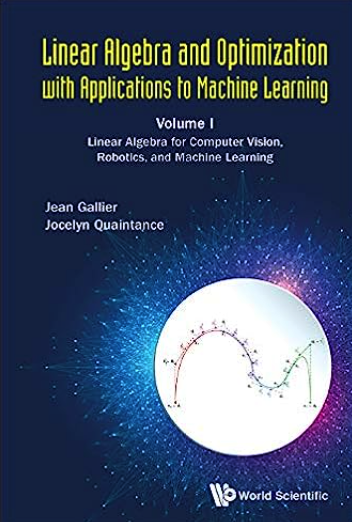 Linear Algebra and Optimization
with Applications to Machine Learning
Volume I
Linear Algebra for Computer Vision,
Robotics, and Machine Learning
Jean Gallier
Jocelyn Quaintance
World Scientific